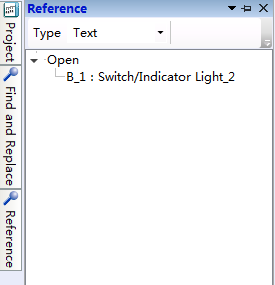 Reference
Type Text
Open
B_1 : Switch/Indicator Light_2
Project
Find and Replace
Reference